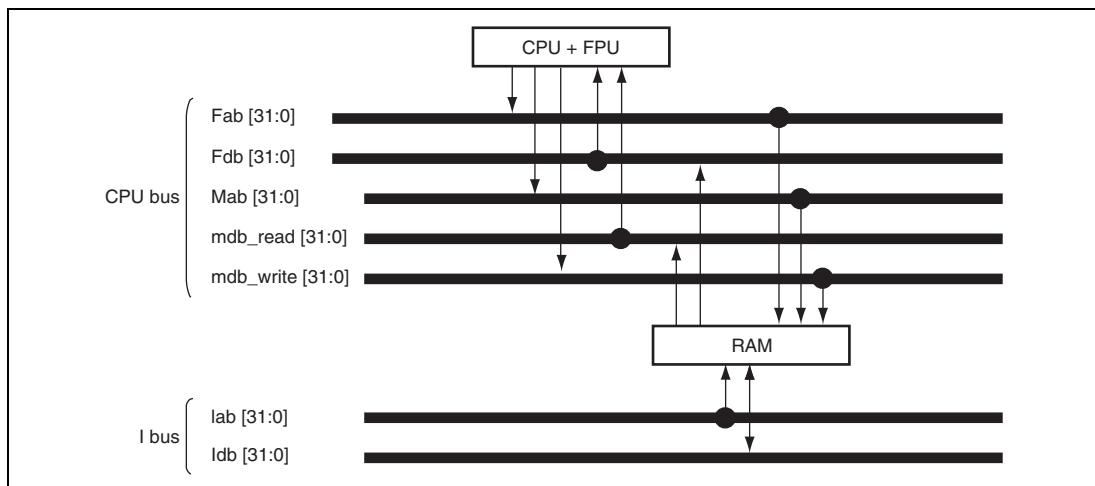 CPU + FPU
Fab [31:0]
Fdb [31:0]
CPU bus
Mab [31:0]
mdb_read [31:0]
mdb_write [31:0]
RAM
Iab [31:0]
I bus
Idb [31:0]